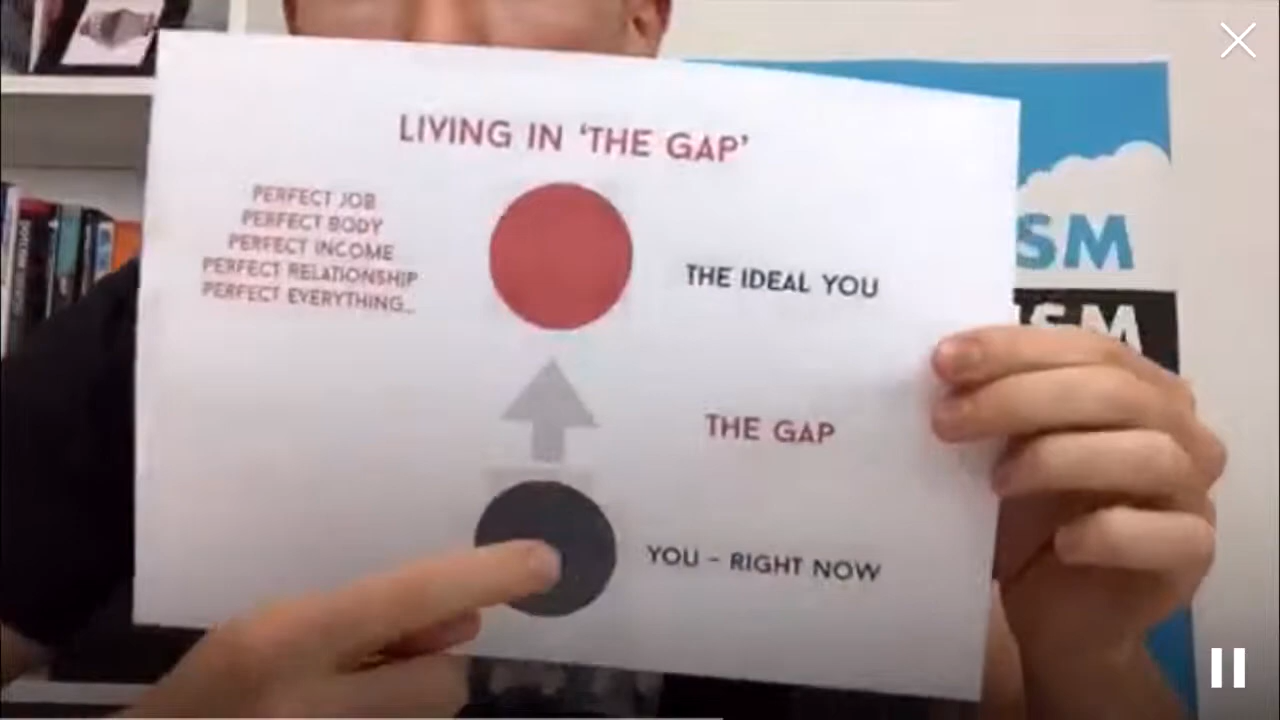 LIVING IN 'THE GAP'
PERFECT JOB
PERFECT BODY
PERFECT INCOME
PERFECT RELATIONSHIP
PERFECT EVERYTHING...
THE IDEAL YOU
THE GAP
YOU - RIGHT NOW
SM
ISM